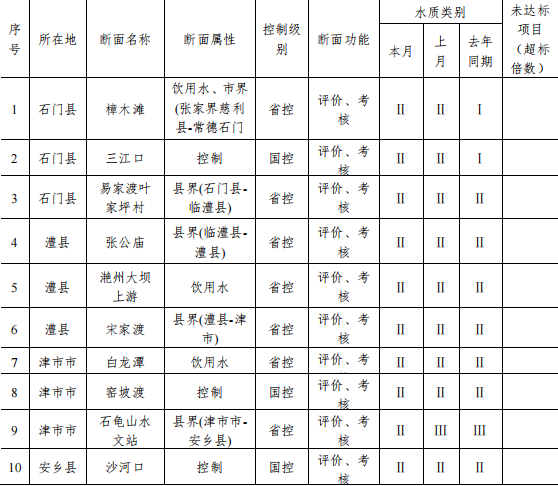 序号 所在地 断面名称 断面属性 控制级别 断面功能 水质类别 未达标项目（超标倍数）
本月 上月 去年同期
1 石门县 樟木滩 饮用水、市界(张家界慈利县-常德石门 省控 评价、考核 II II I
2 石门县 三江口 控制 国控 评价、考核 II II I
3 石门县 易家渡叶家坪村 县界(石门县-临澧县) 省控 评价、考核 II II II
4 澧县 张公庙 县界(临澧县-澧县) 省控 评价、考核 II II II
5 澧县 滟州大坝上游 饮用水 省控 评价、考核 II II II
6 澧县 宋家渡 县界(澧县-津市) 省控 评价、考核 II II II
7 津市市 白龙潭 饮用水 省控 评价、考核 II II II
8 津市市 窑坡渡 控制 国控 评价、考核 II II II
9 津市市 石龟山水文站 县界(津市市-安乡县) 省控 评价、考核 II III III
10 安乡县 沙河口 控制 国控 评价、考核 II II II